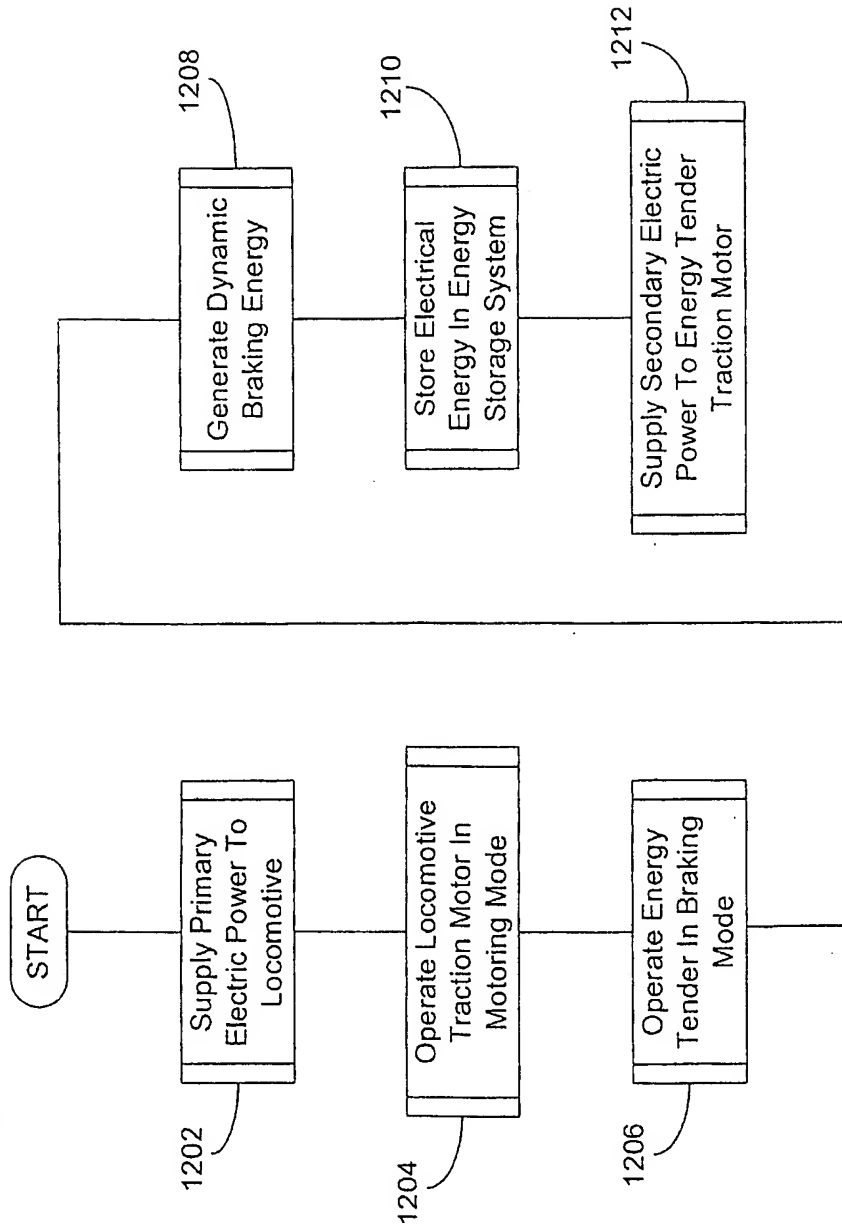 START
Supply Primary
Electric Power To
Locomotive
1202
Operate Locomotive
Traction Motor In
Motoring Mode
1204
Operate Energy
Tender In Braking
Mode
1206
Generate Dynamic
Braking Energy
1208
Store Electrical
Energy In Energy
Storage System
1210
Supply Secondary Electric
Power To Energy Tender
Traction Motor
1212